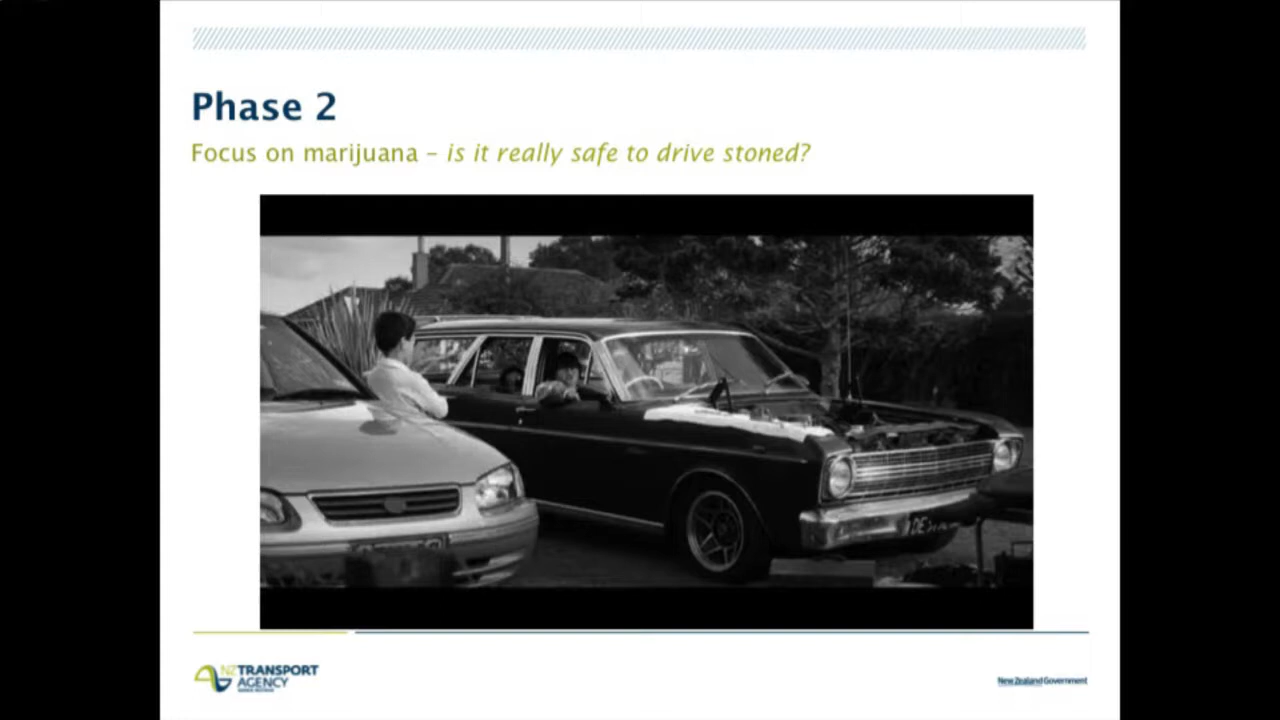 Phase 2
Focus on marijuana – is it really safe to drive stoned?
NZ TRANSPORT
AGENCY
New Zealand Government